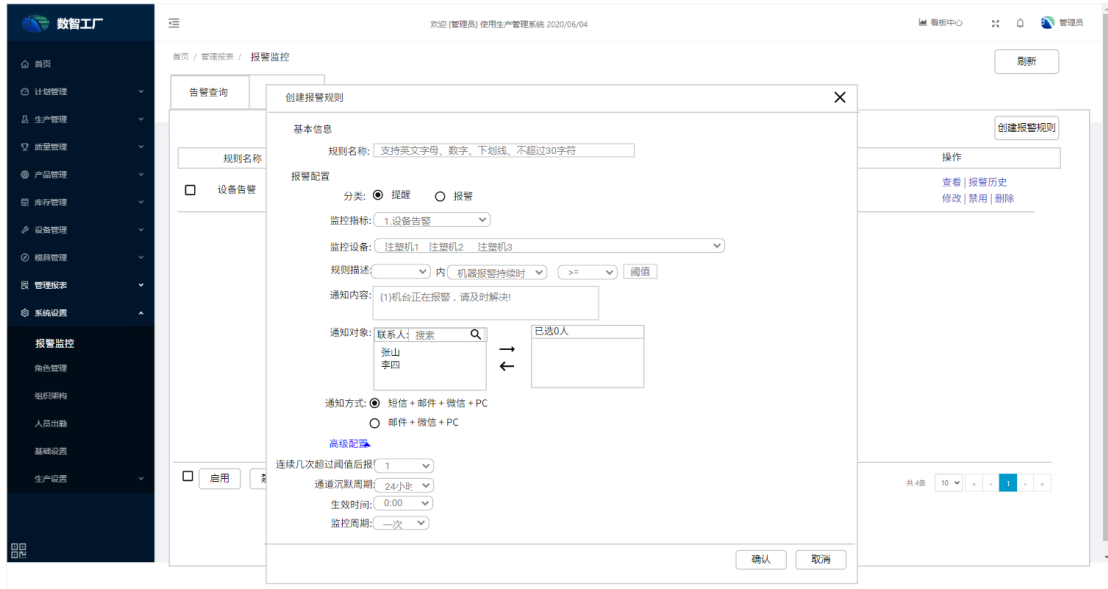 数智工厂
欢迎 [管理员] 使用生产管理系统 2020/06/04
看板中心
管理员
首页
计划管理
生产管理
质量管理
产品管理
库存管理
设备管理
模具管理
管理报表
系统设置
报警监控
角色管理
组织架构
人员出勤
基础设置
生产设置
首页 / 管理报表 / 报警监控
刷新
告警查询
创建报警规则
规则名称
操作
设备告警
查看 | 报警历史
修改 | 禁用 | 删除
启用
共4条 10 « ‹ 1 › »
创建报警规则
基本信息
规则名称: 支持英文字母、数字、下划线、不超过30字符
报警配置
分类: 提醒 报警
监控指标: 1.设备告警
监控设备: 注塑机1 注塑机2 注塑机3
规则描述: 内 机器报警持续时 >= 阈值
通知内容: (1)机台正在报警，请及时解决!
通知对象: 联系人: 搜索 已选0人
张山
李四
通知方式: 短信 + 邮件 + 微信 + PC
邮件 + 微信 + PC
高级配置
连续几次超过阈值后报 1
通道沉默周期: 24小时
生效时间: 0:00
监控周期: 一次
确认 取消